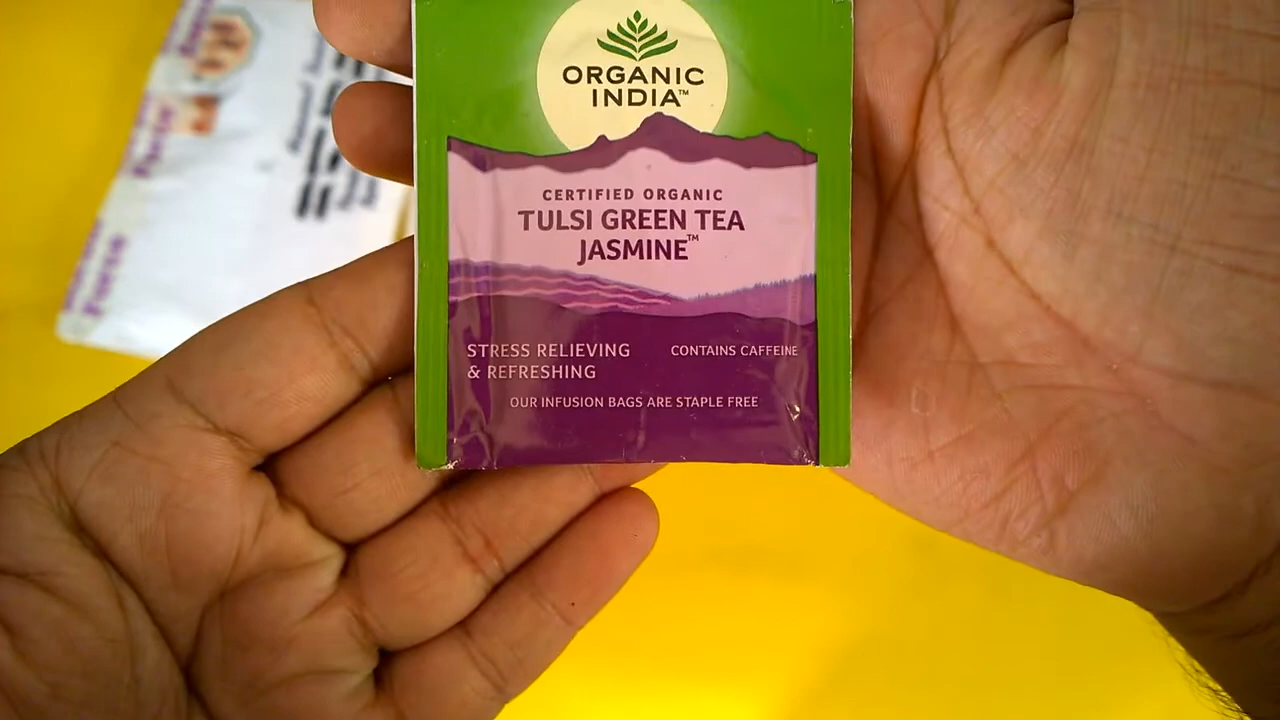 ORGANIC
INDIA™
CERTIFIED ORGANIC
TULSI GREEN TEA
JASMINE™
STRESS RELIEVING
& REFRESHING
CONTAINS CAFFEINE
OUR INFUSION BAGS ARE STAPLE FREE